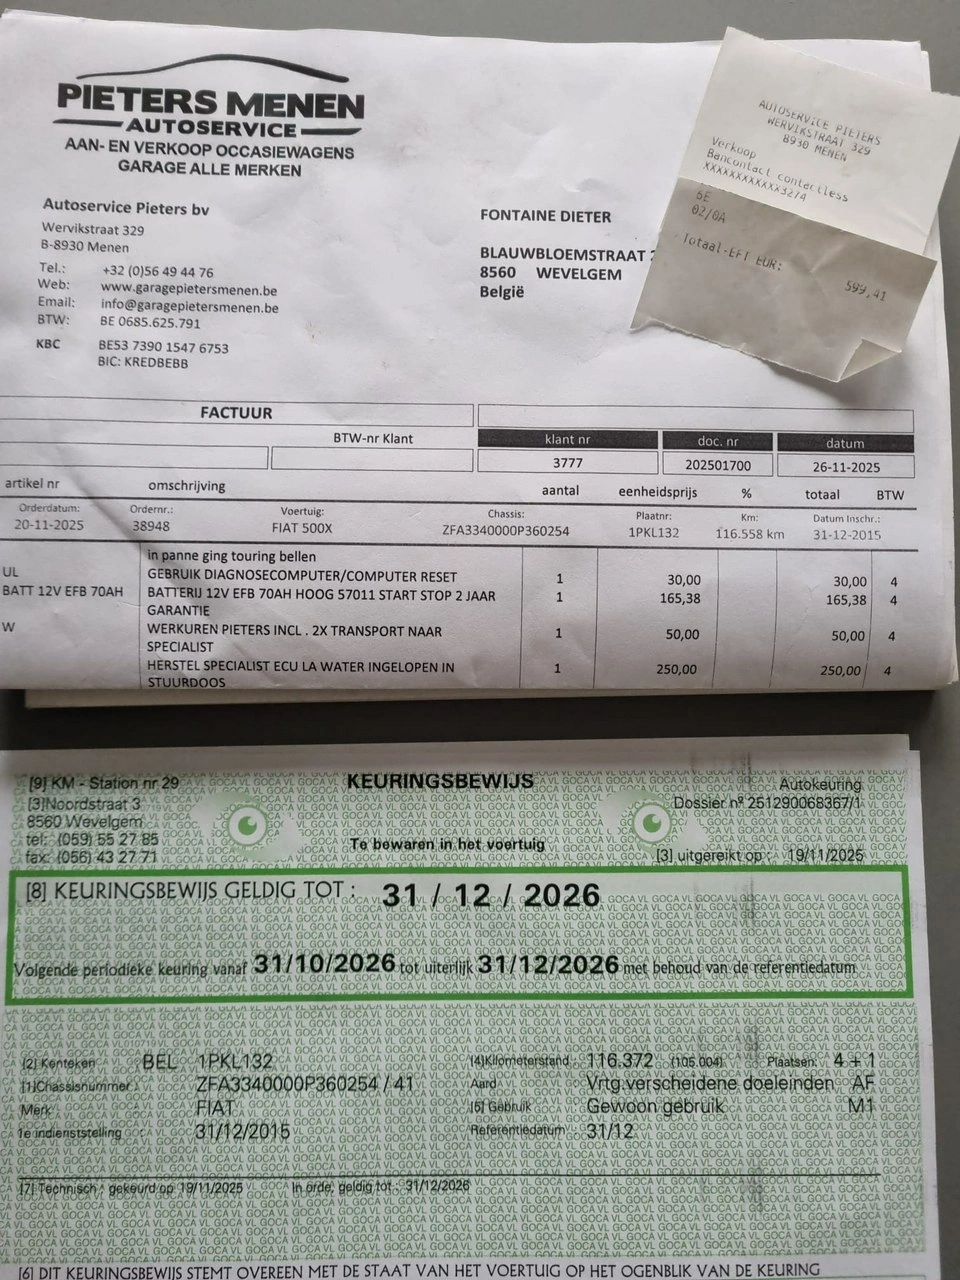 PIETERS MENEN
AUTOSERVICE
AAN- EN VERKOOP OCCASIEWAGENS
GARAGE ALLE MERKEN
Autoservice Pieters bv
Wervikstraat 329
B-8930 Menen
Tel.: +32 (0)56 49 44 76
Web: www.garagepietersmenen.be
Email: info@garagepietersmenen.be
BTW: BE 0685.625.791
KBC BE53 7390 1547 6753
BIC: KREDBEBB
FONTAINE DIETER
BLAUWBLOEMSTRAAT 2
8560 WEVELGEM
België
AUTOSERVICE PIETERS
WERVIKSTRAAT 329
8930 MENEN
Verkoop
Bancontact contactless
XXXXXXXXXXXX3274
6E
02/0A
Totaal-EFT EUR:
599,41
FACTUUR
BTW-nr Klant klant nr doc. nr datum
3777 202501700 26-11-2025
artikel nr omschrijving aantal eenheidsprijs % totaal BTW
Orderdatum: Ordernr.: Voertuig: Chassis: Plaatnr: Km: Datum Inschr.:
20-11-2025 38948 FIAT 500X ZFA3340000P360254 1PKL132 116.558 km 31-12-2015
in panne ging touring bellen
UL GEBRUIK DIAGNOSECOMPUTER/COMPUTER RESET 1 30,00 30,00 4
BATT 12V EFB 70AH BATTERIJ 12V EFB 70AH HOOG 57011 START STOP 2 JAAR 1 165,38 165,38 4
GARANTIE
W WERKUREN PIETERS INCL . 2X TRANSPORT NAAR 1 50,00 50,00 4
SPECIALIST
HERSTEL SPECIALIST ECU LA WATER INGELOPEN IN 1 250,00 250,00 4
STUURDOOS
[9] KM - Station nr 29 KEURINGSBEWIJS Autokeuring
[3]Noordstraat 3 Dossier nº 251290068367/1
8560 Wevelgem
tel: (059) 55 27 85 Te bewaren in het voertuig
fax: (056) 43 27 71 [3] uitgereikt op : 19/11/2025
[8] KEURINGSBEWIJS GELDIG TOT : 31 / 12 / 2026
Volgende periodieke keuring vanaf 31/10/2026 tot uiterlijk 31/12/2026 met behoud van de referentiedatum
[2] Kenteken BEL 1PKL132 [4]Kilometerstand : 116.372 (105.004) Plaatsen: 4 + 1
[1]Chassisnummer ZFA3340000P360254 / 41 Aard Vrtg.verscheidene doeleinden AF
Merk FIAT [5] Gebruik Gewoon gebruik M1
1e indienststelling 31/12/2015 Referentiedatum : 31/12
[7] Technisch : gekeurd op 19/11/2025 In orde, geldig tot : 31/12/2026
[6] DIT KEURINGSBEWIJS STEMT OVEREEN MET DE STAAT VAN HET VOERTUIG OP HET OGENBLIK VAN DE KEURING